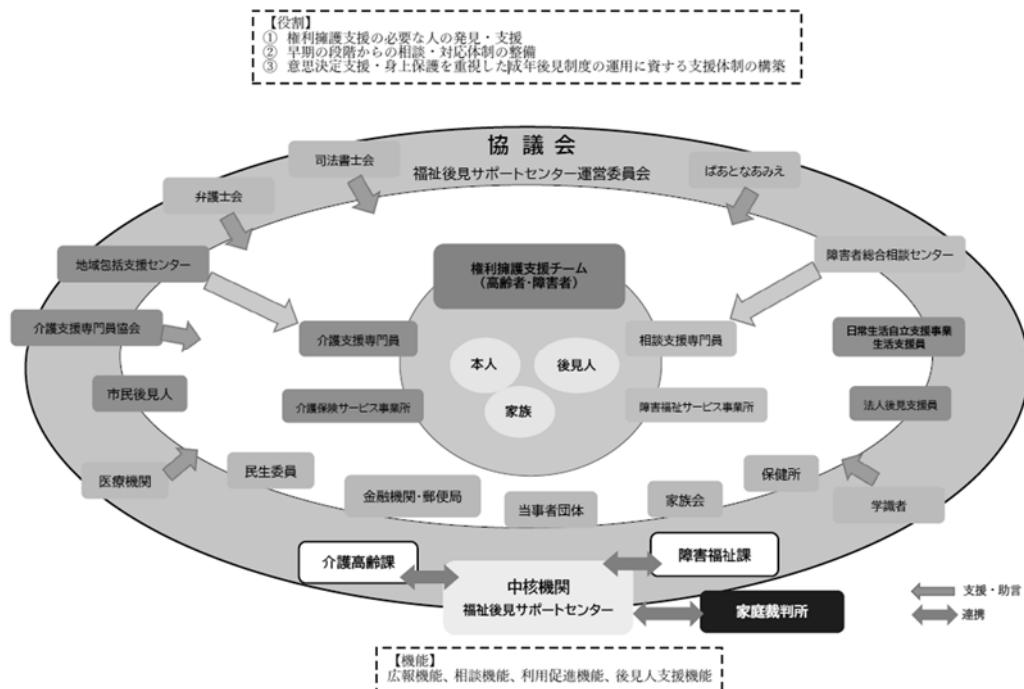 【役割】
① 権利擁護支援の必要な人の発見・支援
② 早期の段階からの相談・対応体制の整備
③ 意思決定支援・身上保護を重視した成年後見制度の運用に資する支援体制の構築
協議会
福祉後見サポートセンター運営委員会
司法書士会
ぱあとなあみえ
弁護士会
地域包括支援センター
障害者総合相談センター
権利擁護支援チーム
（高齢者・障害者）
介護支援専門員協会
介護支援専門員
相談支援専門員
日常生活自立支援事業
生活支援員
本人
後見人
家族
市民後見人
介護保険サービス事業所
障害福祉サービス事業所
法人後見支援員
医療機関
民生委員
金融機関・郵便局
当事者団体
家族会
保健所
学識者
介護高齢課
障害福祉課
中核機関
福祉後見サポートセンター
家庭裁判所
支援・助言
連携
【機能】
広報機能、相談機能、利用促進機能、後見人支援機能